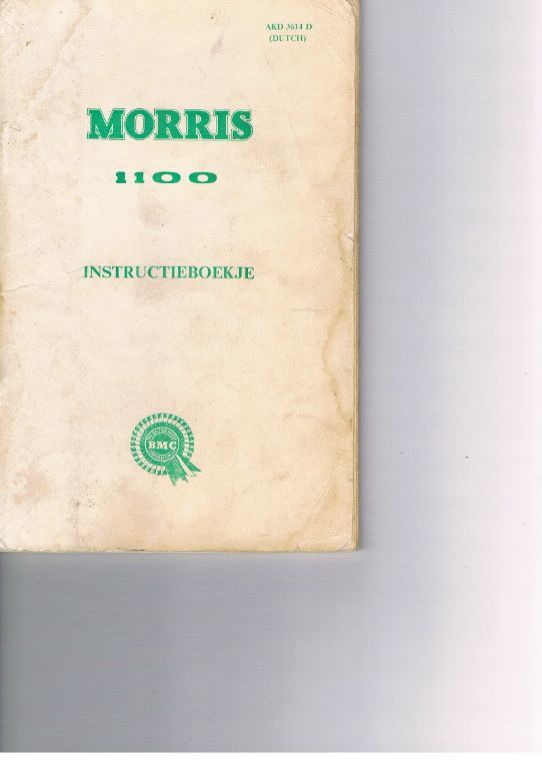 AKD 3614 D
(DUTCH)
MORRIS
1100
INSTRUCTIEBOEKJE
BMC